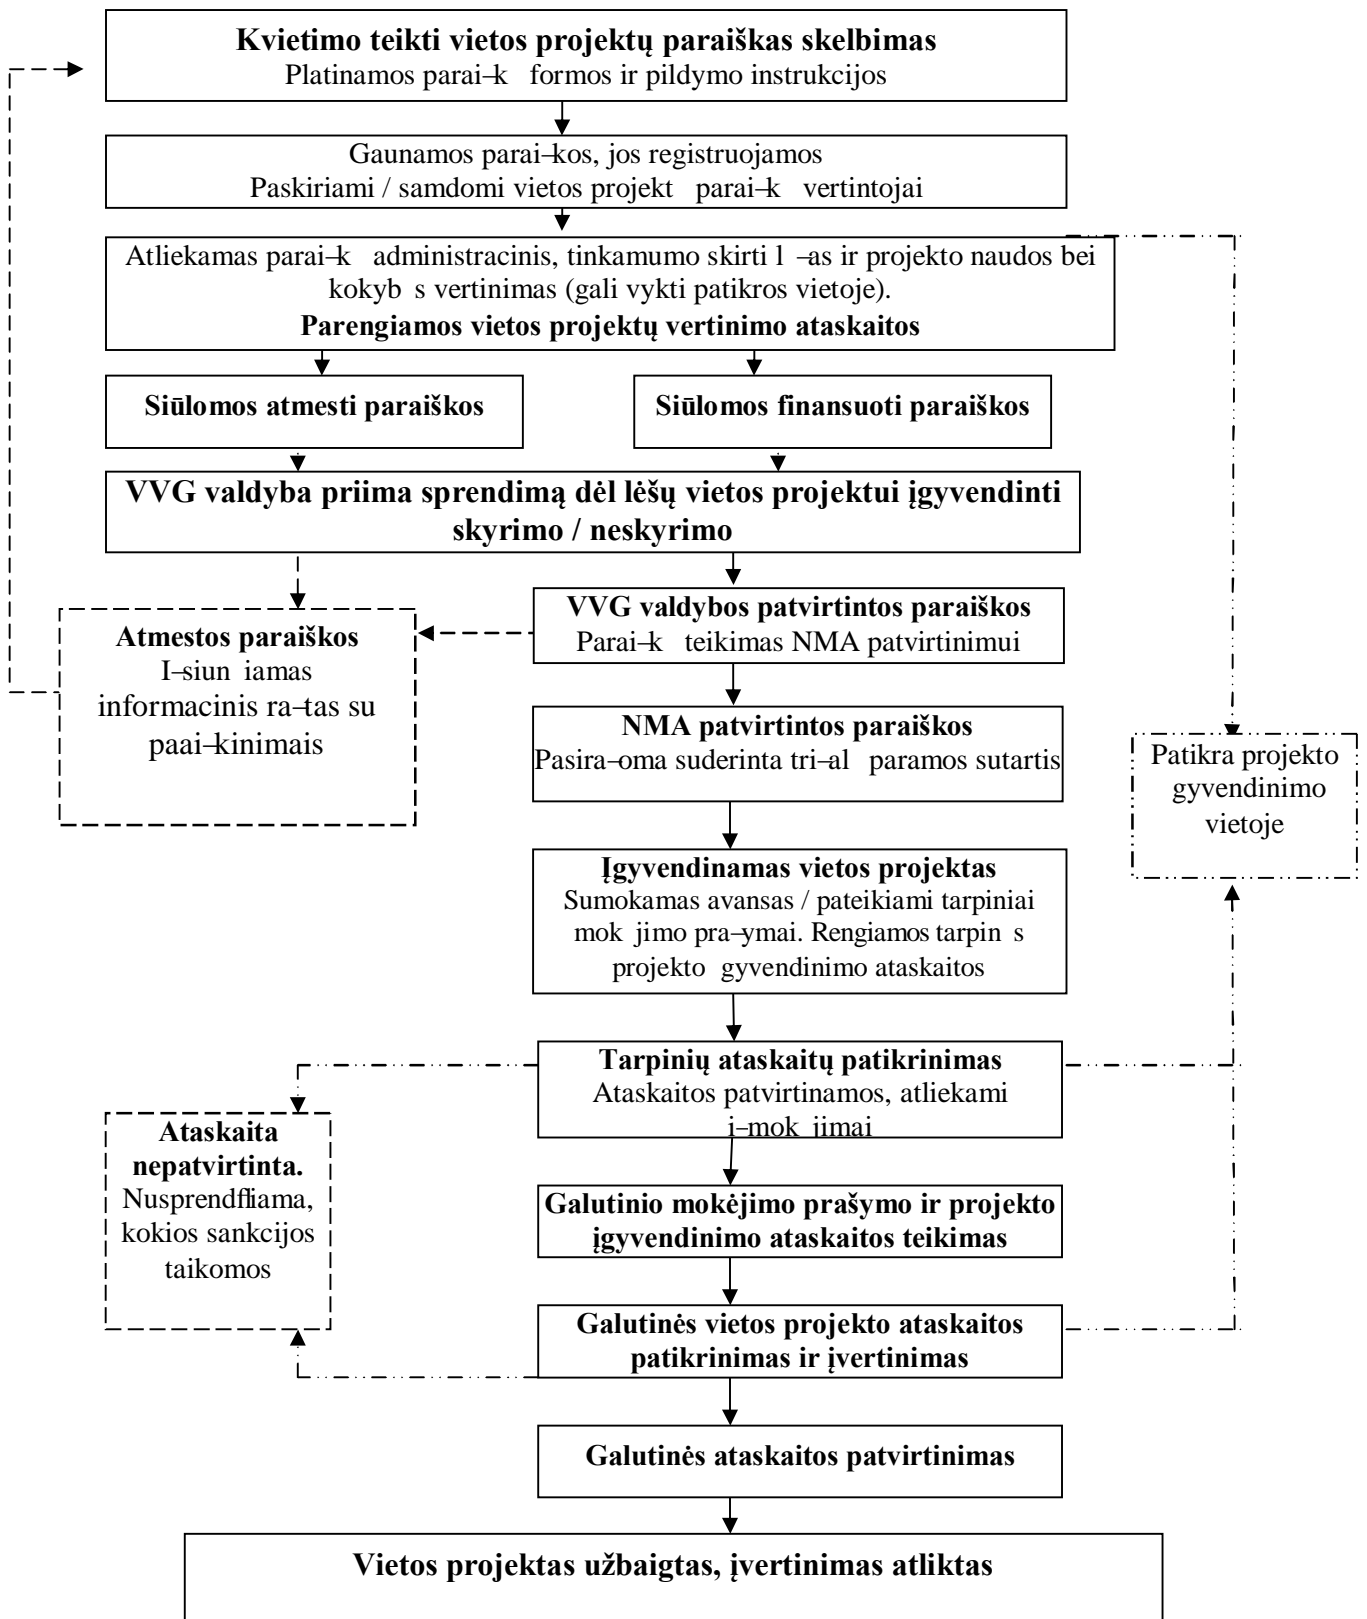 Kvietimo teikti vietos projektų paraiškas skelbimas
Platinamos parai–k formos ir pildymo instrukcijos
Gaunamos parai–kos, jos registruojamos
Paskiriami / samdomi vietos projekt parai–k vertintojai
Atliekamas parai–k administracinis, tinkamumo skirti l –as ir projekto naudos bei
kokyb s vertinimas (gali vykti patikros vietoje).
Parengiamos vietos projektų vertinimo ataskaitos
Siūlomos atmesti paraiškos
Siūlomos finansuoti paraiškos
VVG valdyba priima sprendimą dėl lėšų vietos projektui įgyvendinti
skyrimo / neskyrimo
VVG valdybos patvirtintos paraiškos
Parai–k teikimas NMA patvirtinimui
Atmestos paraiškos
I–siun iamas
informacinis ra–tas su
paai–kinimais
NMA patvirtintos paraiškos
Pasira–oma suderinta tri–al paramos sutartis
Patikra projekto
gyvendinimo
vietoje
Įgyvendinamas vietos projektas
Sumokamas avansas / pateikiami tarpiniai
mok jimo pra–ymai. Rengiamos tarpin s
projekto gyvendinimo ataskaitos
Tarpinių ataskaitų patikrinimas
Ataskaitos patvirtinamos, atliekami
i–mok jimai
Ataskaita
nepatvirtinta.
Nusprendfliama,
kokios sankcijos
taikomos
Galutinio mokėjimo prašymo ir projekto
įgyvendinimo ataskaitos teikimas
Galutinės vietos projekto ataskaitos
patikrinimas ir įvertinimas
Galutinės ataskaitos patvirtinimas
Vietos projektas užbaigtas, įvertinimas atliktas